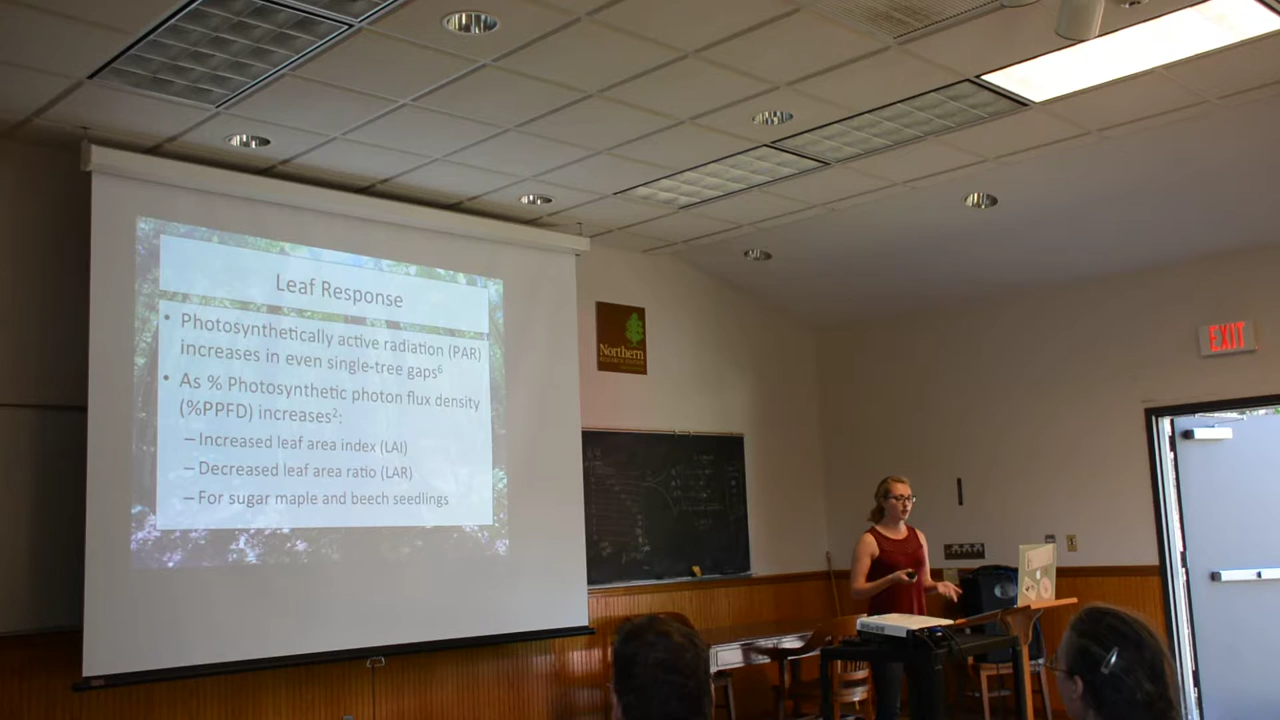 Leaf Response
• Photosynthetically active radiation (PAR)
increases in even single-tree gaps⁶
• As % Photosynthetic photon flux density
(%PPFD) increases²:
–Increased leaf area index (LAI)
–Decreased leaf area ratio (LAR)
–For sugar maple and beech seedlings
Northern
EXIT